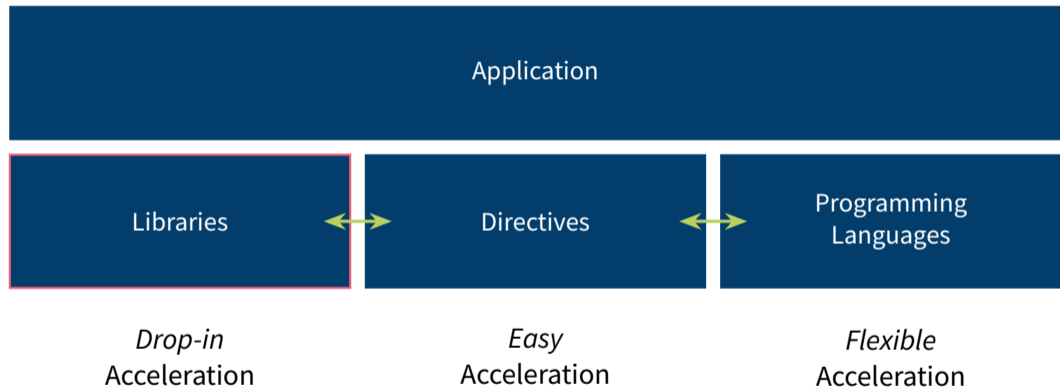 Application
Libraries
Directives
Programming
Languages
Drop-in
Acceleration
Easy
Acceleration
Flexible
Acceleration